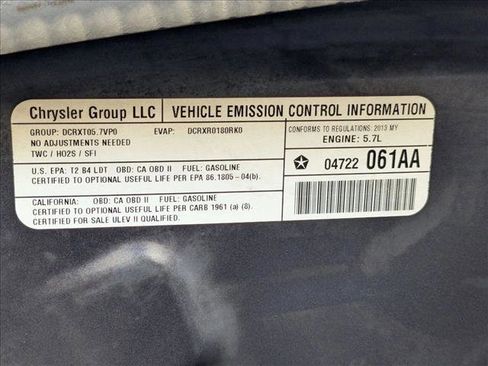 Chrysler Group LLC VEHICLE EMISSION CONTROL INFORMATION
GROUP: DCRXT05.7VP0 EVAP: DCRXR0180RK0
NO ADJUSTMENTS NEEDED
TWC / HO2S / SFI
CONFORMS TO REGULATIONS: 2013 MY
ENGINE: 5.7L
U.S. EPA: T2 B4 LDT OBD: CA OBD II FUEL: GASOLINE
CERTIFIED TO OPTIONAL USEFUL LIFE PER EPA 86.1805-04(b).
04722 061AA
CALIFORNIA: OBD: CA OBD II FUEL: GASOLINE
CERTIFIED TO OPTIONAL USEFUL LIFE PER CARB 1961 (a) (8).
CERTIFIED FOR SALE ULEV II QUALIFIED.